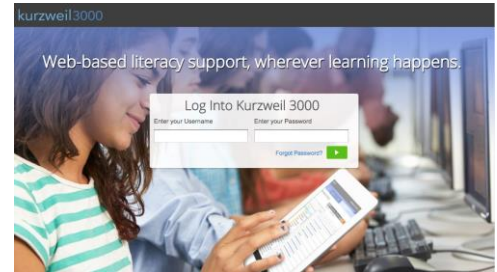 kurzweil3000
Web-based literacy support, wherever learning happens.
Log Into Kurzweil 3000
Enter your Username Enter your Password
Forgot Password?